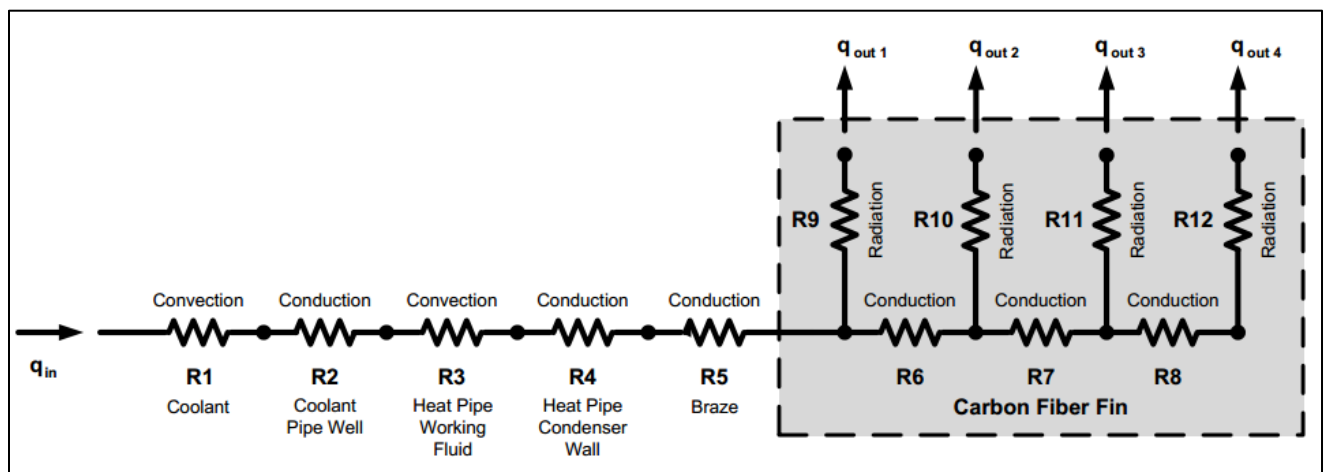 q out 1 q out 2 q out 3 q out 4
R9 Radiation R10 Radiation R11 Radiation R12 Radiation
Convection Conduction Convection Conduction Conduction Conduction Conduction Conduction
q in R1 R2 R3 R4 R5 R6 R7 R8
Coolant Coolant Heat Pipe Heat Pipe Braze Carbon Fiber Fin
Pipe Well Working Condenser
Fluid Wall